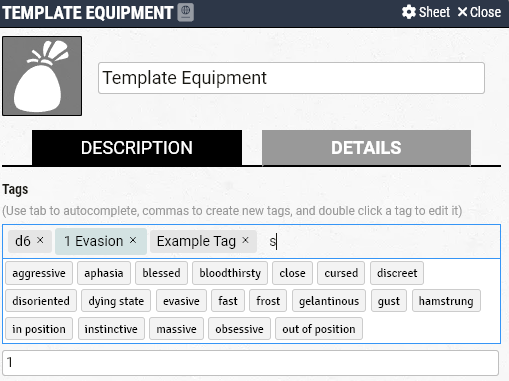 TEMPLATE EQUIPMENT Sheet ×Close
Template Equipment
DESCRIPTION DETAILS
Tags
(Use tab to autocomplete, commas to create new tags, and double click a tag to edit it)
d6 × 1 Evasion × Example Tag × s
aggressive aphasia blessed bloodthirsty close cursed discreet
disoriented dying state evasive fast frost gelantinous gust hamstrung
in position instinctive massive obsessive out of position
1